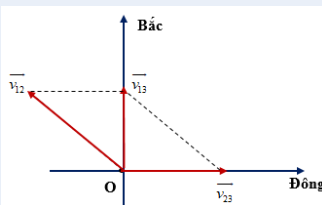 Bắc
v₁₂
v₁₃
O
v₂₃
Đông